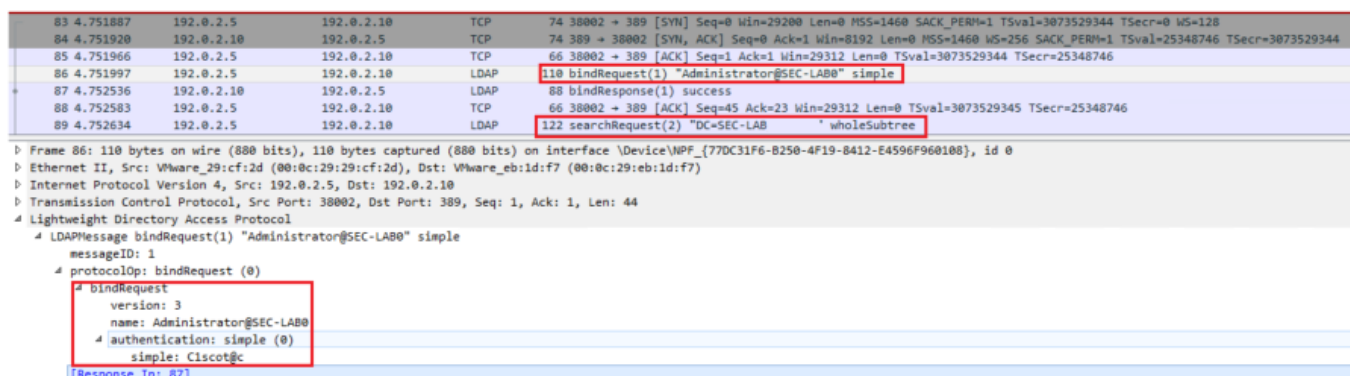 83 4.751887 192.0.2.5 192.0.2.10 TCP 74 38002 → 389 [SYN] Seq=0 Win=29200 Len=0 MSS=1460 SACK_PERM=1 TSval=3073529344 TSecr=0 WS=128
84 4.751920 192.0.2.10 192.0.2.5 TCP 74 389 → 38002 [SYN, ACK] Seq=0 Ack=1 Win=8192 Len=0 MSS=1460 WS=256 SACK_PERM=1 TSval=25348746 TSecr=3073529344
85 4.751966 192.0.2.5 192.0.2.10 TCP 66 38002 → 389 [ACK] Seq=1 Ack=1 Win=29312 Len=0 TSval=3073529344 TSecr=25348746
86 4.751997 192.0.2.5 192.0.2.10 LDAP 110 bindRequest(1) "Administrator@SEC-LAB0" simple
87 4.752536 192.0.2.10 192.0.2.5 LDAP 88 bindResponse(1) success
88 4.752583 192.0.2.5 192.0.2.10 TCP 66 38002 → 389 [ACK] Seq=45 Ack=23 Win=29312 Len=0 TSval=3073529345 TSecr=25348746
89 4.752634 192.0.2.5 192.0.2.10 LDAP 122 searchRequest(2) "DC=SEC-LAB ' wholeSubtree
Frame 86: 110 bytes on wire (880 bits), 110 bytes captured (880 bits) on interface \Device\NPF_{77DC31F6-B250-4F19-8412-E4596F960108}, id 0
Ethernet II, Src: VMware_29:cf:2d (00:0c:29:29:cf:2d), Dst: VMware_eb:1d:f7 (00:0c:29:eb:1d:f7)
Internet Protocol Version 4, Src: 192.0.2.5, Dst: 192.0.2.10
Transmission Control Protocol, Src Port: 38002, Dst Port: 389, Seq: 1, Ack: 1, Len: 44
Lightweight Directory Access Protocol
LDAPMessage bindRequest(1) "Administrator@SEC-LAB0" simple
messageID: 1
protocolOp: bindRequest (0)
bindRequest
version: 3
name: Administrator@SEC-LAB0
authentication: simple (0)
simple: C1scot@c
[Response In: 87]